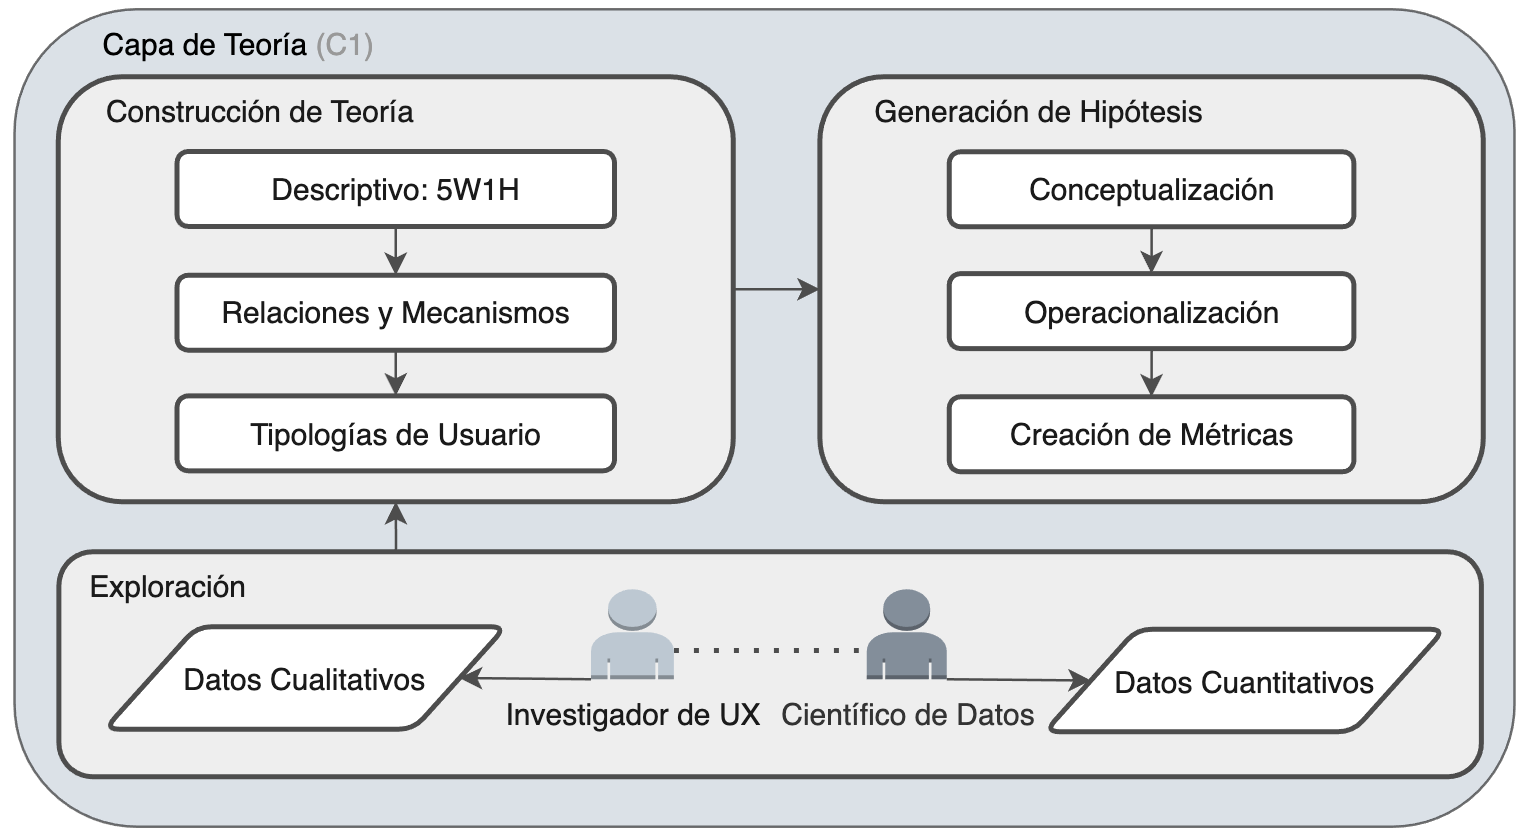 Capa de Teoría (C1)
Construcción de Teoría
Descriptivo: 5W1H
Relaciones y Mecanismos
Tipologías de Usuario
Generación de Hipótesis
Conceptualización
Operacionalización
Creación de Métricas
Exploración
Datos Cualitativos
Investigador de UX
Científico de Datos
Datos Cuantitativos